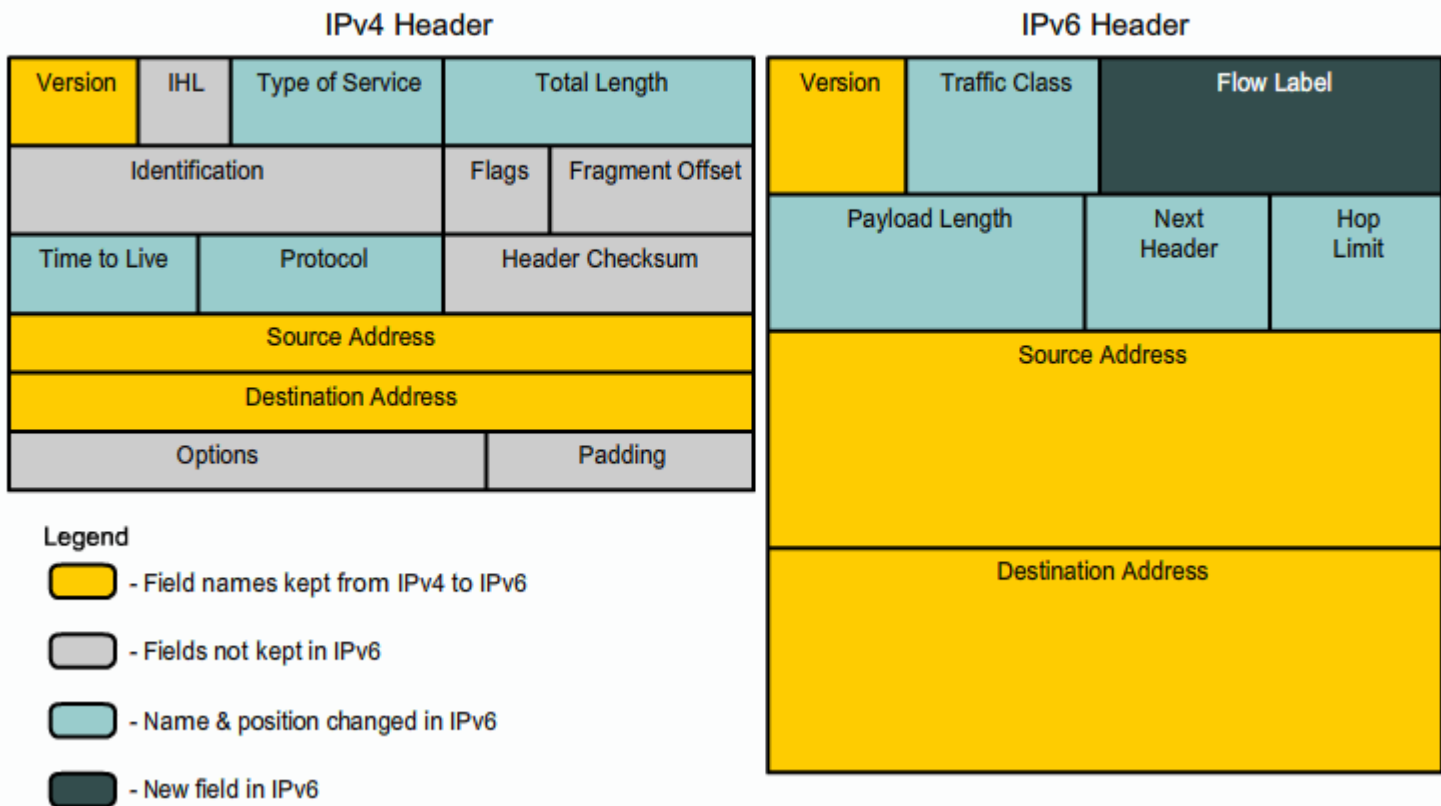 IPv4 Header
Version IHL Type of Service Total Length
Identification Flags Fragment Offset
Time to Live Protocol Header Checksum
Source Address
Destination Address
Options Padding
Legend
- Field names kept from IPv4 to IPv6
- Fields not kept in IPv6
- Name & position changed in IPv6
- New field in IPv6
IPv6 Header
Version Traffic Class Flow Label
Payload Length Next Header Hop Limit
Source Address
Destination Address